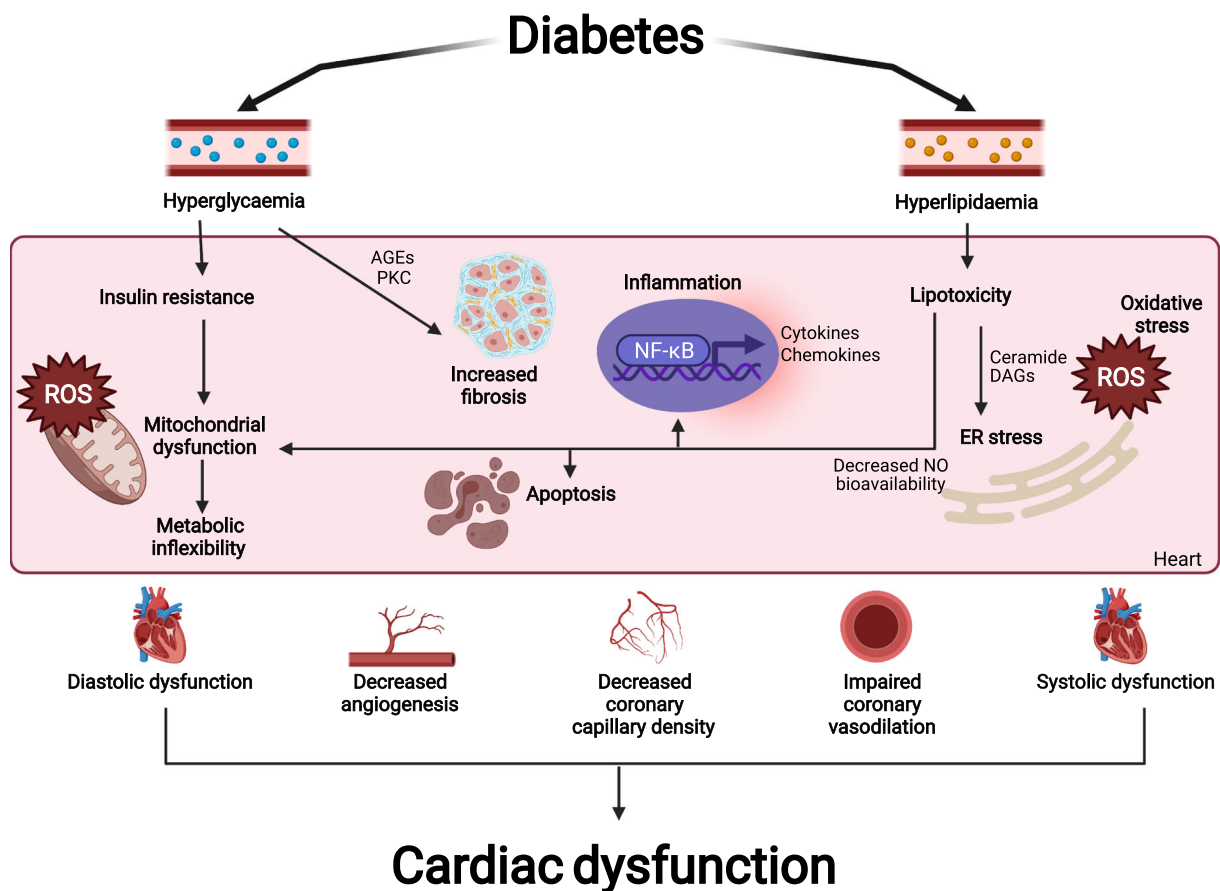 Diabetes
Hyperglycaemia
Hyperlipidaemia
AGEs
PKC
Insulin resistance
Inflammation
Lipotoxicity
Oxidative
stress
NF-κB
Cytokines
Chemokines
Ceramide
DAGs
ROS
ROS
Increased
fibrosis
Mitochondrial
dysfunction
ER stress
Decreased NO
bioavailability
Apoptosis
Metabolic
inflexibility
Heart
Diastolic dysfunction
Decreased
angiogenesis
Decreased
coronary
capillary density
Impaired
coronary
vasodilation
Systolic dysfunction
Cardiac dysfunction